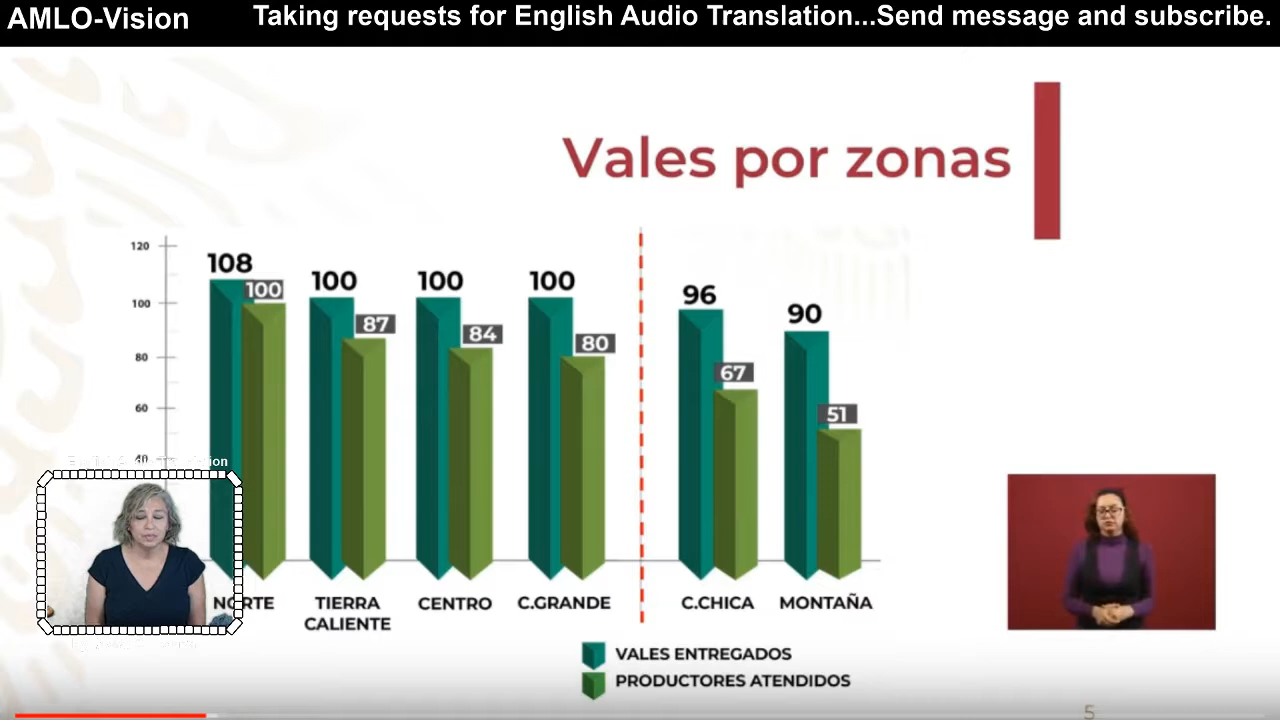 AMLO-Vision
Taking requests for English Audio Translation...Send message and subscribe.
Vales por zonas
120
100
80
60
40
108
100
100
87
100
84
100
80
96
67
90
51
NORTE
TIERRA
CALIENTE
CENTRO
C.GRANDE
C.CHICA
MONTAÑA
VALES ENTREGADOS
PRODUCTORES ATENDIDOS
5